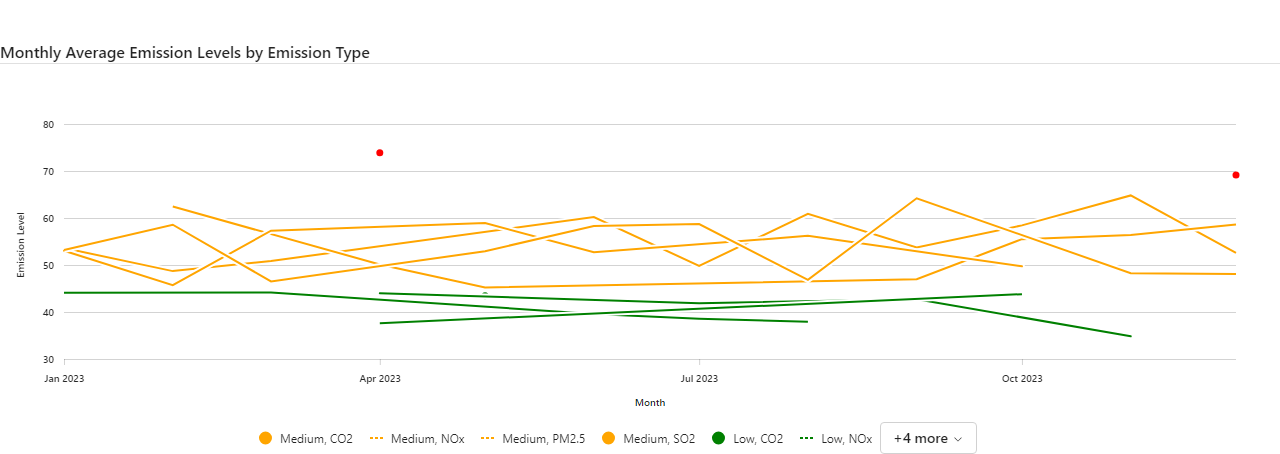 Monthly Average Emission Levels by Emission Type
80
70
60
50
40
30
Emission Level
Jan 2023 Apr 2023 Jul 2023 Oct 2023
Month
Medium, CO2 Medium, NOx Medium, PM2.5 Medium, SO2 Low, CO2 Low, NOx +4 more